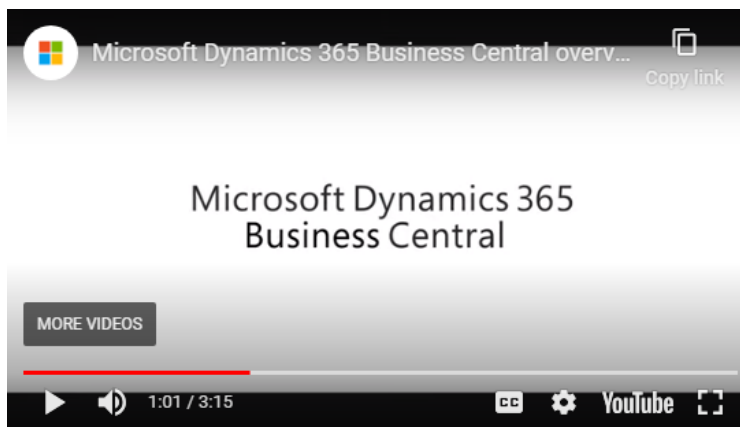 Microsoft Dynamics 365 Business Central overv...
Copy link
Microsoft Dynamics 365
Business Central
MORE VIDEOS
1:01 / 3:15
CC
YouTube